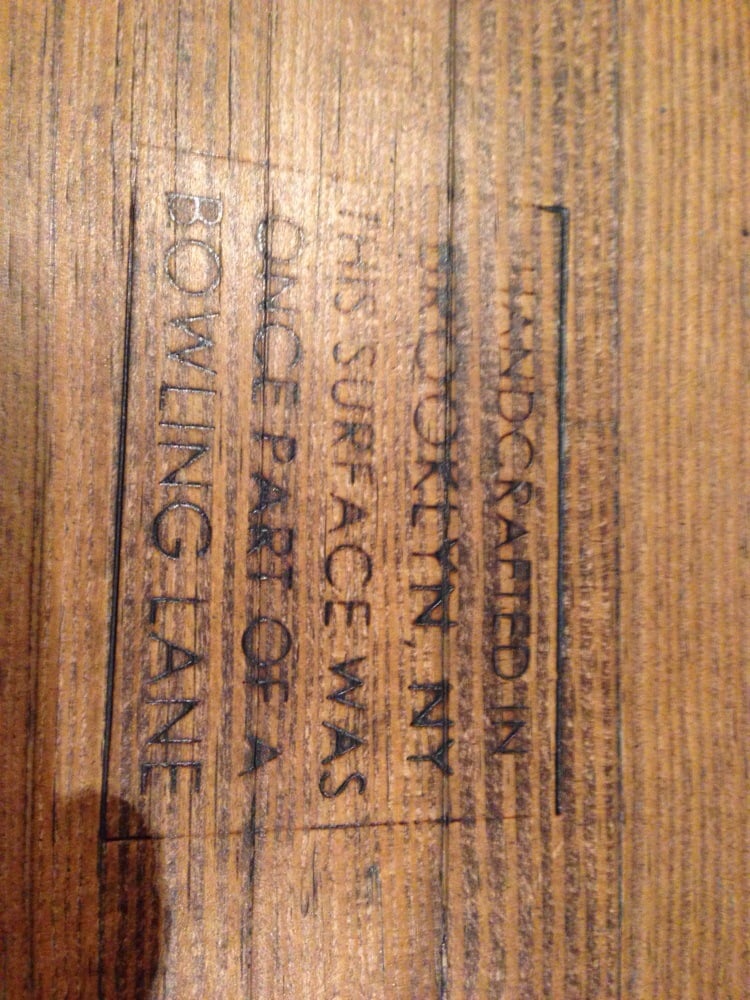 HANDCRAFTED IN
BROOKLYN, NY
THIS SURFACE WAS
ONCE PART OF A
BOWLING LANE